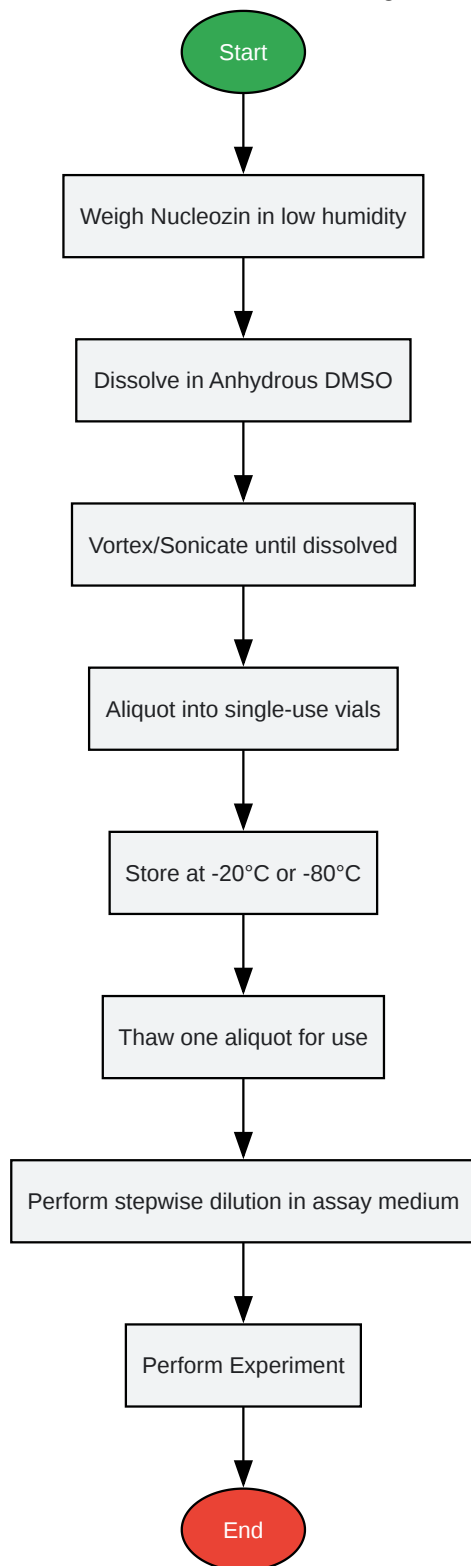 Start
Weigh Nucleozin in low humidity
Dissolve in Anhydrous DMSO
Vortex/Sonicate until dissolved
Aliquot into single-use vials
Store at -20°C or -80°C
Thaw one aliquot for use
Perform stepwise dilution in assay medium
Perform Experiment
End